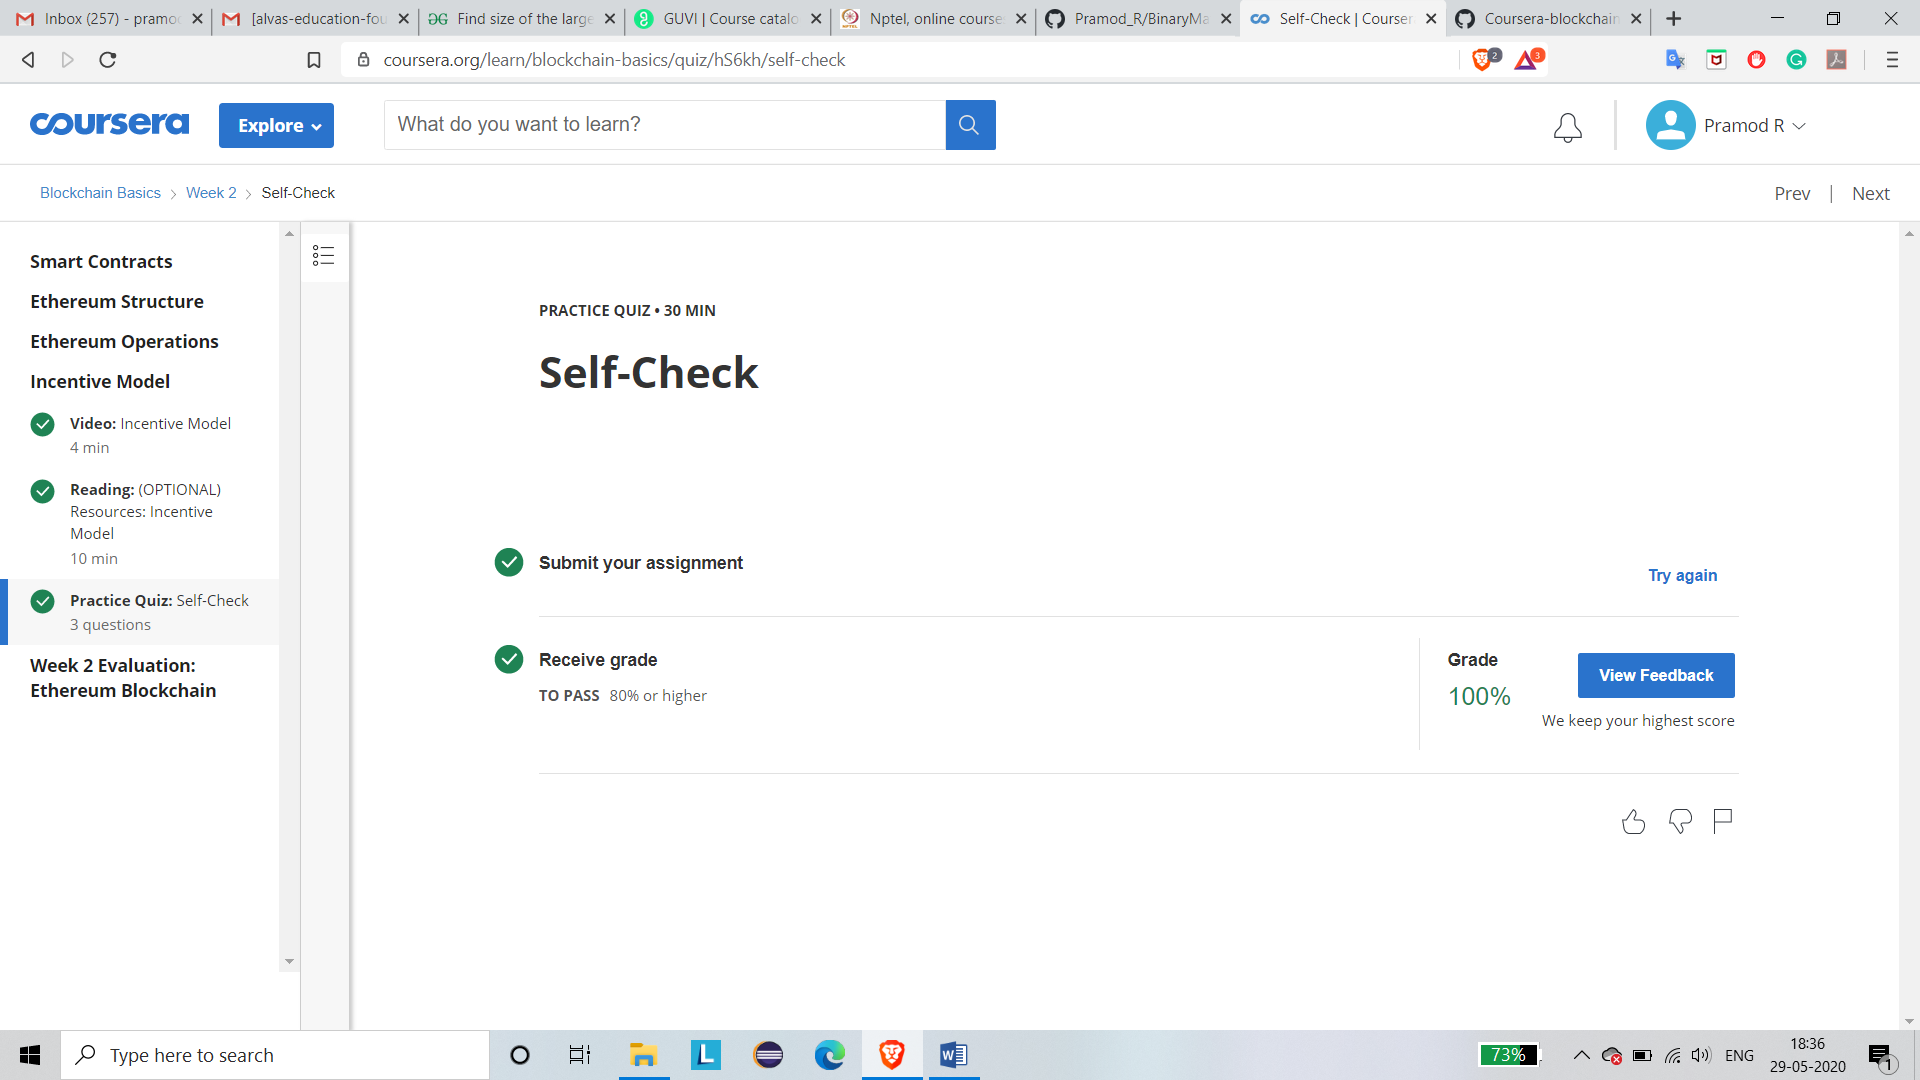 Inbox (257) - pramo
[alvas-education-fou
Find size of the large
GUVI | Course catalo
Nptel, online course
Pramod_R/BinaryMa
Self-Check | Courser
Coursera-blockchain
coursera.org/learn/blockchain-basics/quiz/hS6kh/self-check
2
3
coursera
Explore
What do you want to learn?
Pramod R
Blockchain Basics
Week 2
Self-Check
Prev | Next
Smart Contracts
Ethereum Structure
Ethereum Operations
Incentive Model
Video: Incentive Model
4 min
Reading: (OPTIONAL)
Resources: Incentive
Model
10 min
Practice Quiz: Self-Check
3 questions
Week 2 Evaluation:
Ethereum Blockchain
PRACTICE QUIZ • 30 MIN
Self-Check
Submit your assignment
Try again
Receive grade
TO PASS 80% or higher
Grade
100%
View Feedback
We keep your highest score
Type here to search
73%
ENG
18:36
29-05-2020
1